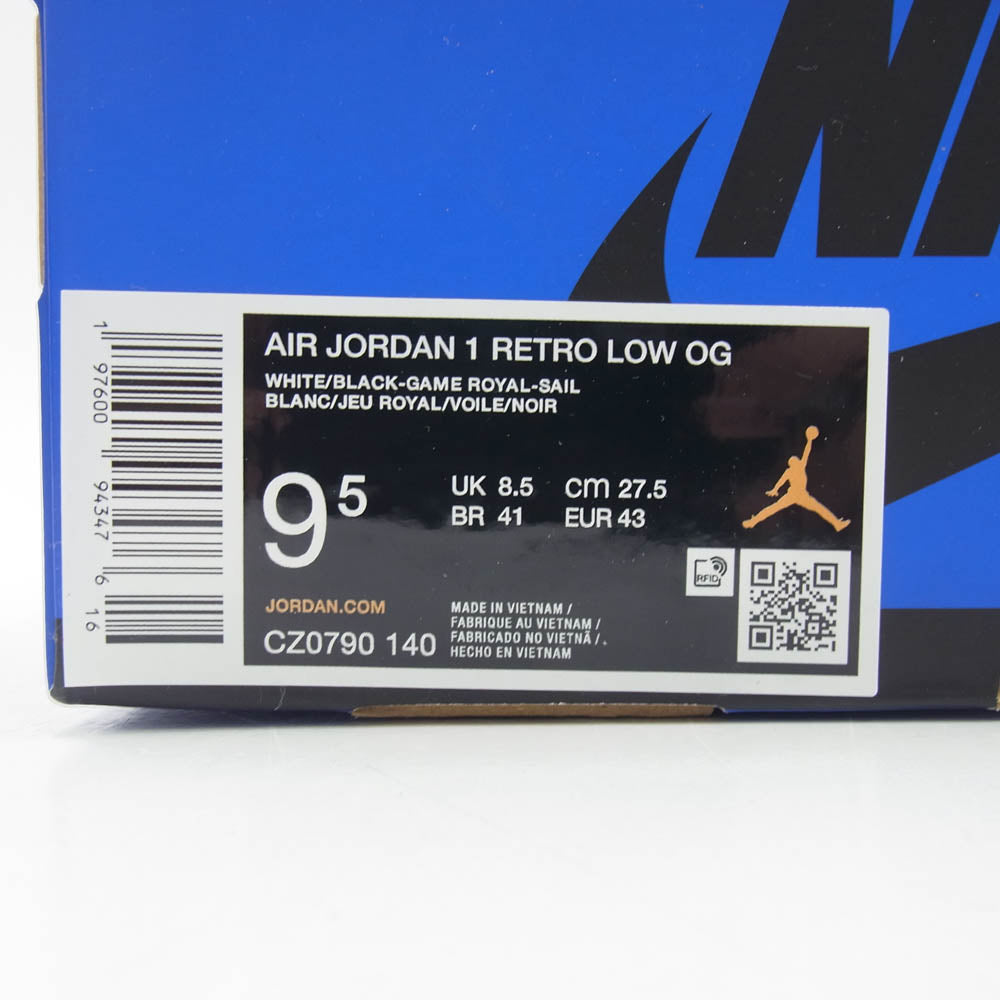 AIR JORDAN 1 RETRO LOW OG
WHITE/BLACK-GAME ROYAL-SAIL
BLANC/JEU ROYAL/VOILE/NOIR
9 5
UK 8.5 cm 27.5
BR 41 EUR 43
RFID
JORDAN.COM
CZ0790 140
MADE IN VIETNAM /
FABRIQUE AU VIETNAM /
FABRICADO NO VIETNÃ /
HECHO EN VIETNAM
1 97600 94347 6 16